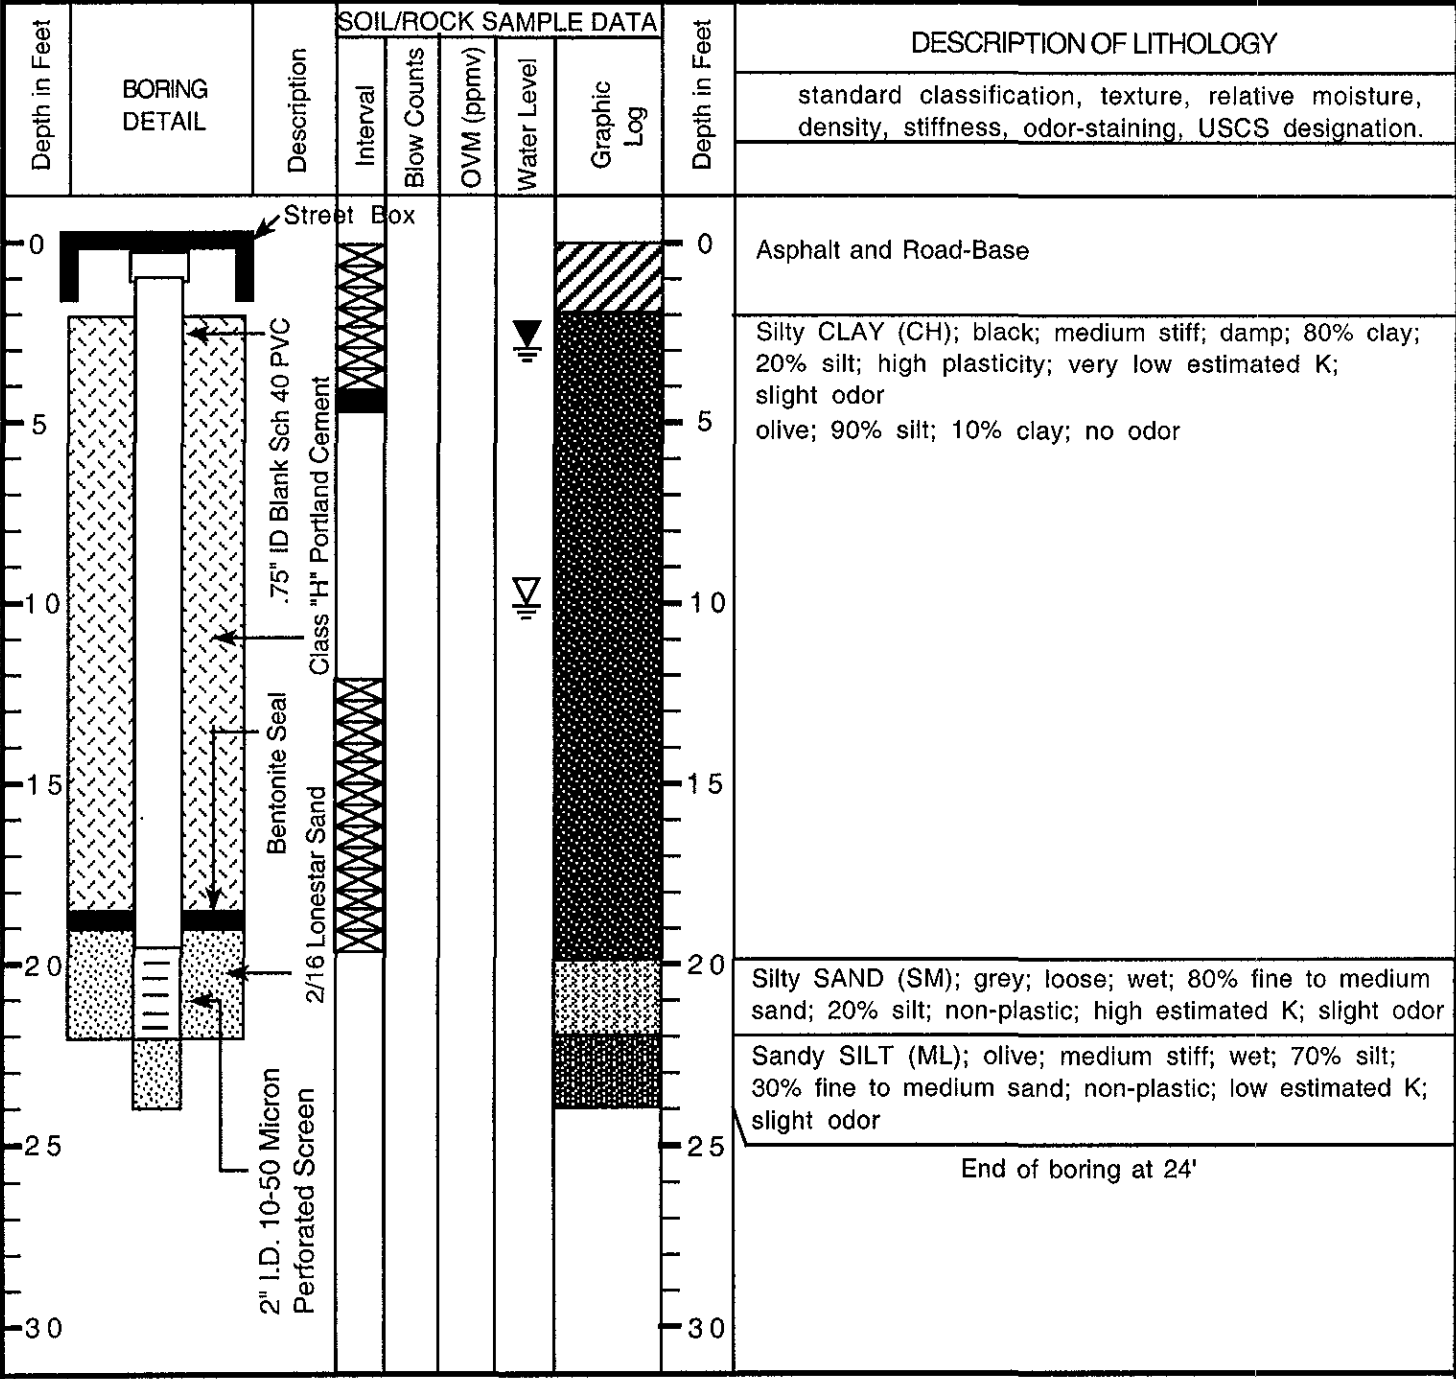 Depth in Feet
BORING
DETAIL
Description
SOIL/ROCK SAMPLE DATA
Interval
Blow Counts
OVM (ppmv)
Water Level
Graphic
Log
Depth in Feet
DESCRIPTION OF LITHOLOGY
standard classification, texture, relative moisture,
density, stiffness, odor-staining, USCS designation.
Street Box
0
5
10
15
20
25
30
.75" ID Blank Sch 40 PVC
Class "H" Portland Cement
Bentonite Seal
2/16 Lonestar Sand
2" I.D. 10-50 Micron
Perforated Screen
0
5
10
15
20
25
30
Asphalt and Road-Base
Silty CLAY (CH); black; medium stiff; damp; 80% clay;
20% silt; high plasticity; very low estimated K;
slight odor
olive; 90% silt; 10% clay; no odor
Silty SAND (SM); grey; loose; wet; 80% fine to medium
sand; 20% silt; non-plastic; high estimated K; slight odor
Sandy SILT (ML); olive; medium stiff; wet; 70% silt;
30% fine to medium sand; non-plastic; low estimated K;
slight odor
End of boring at 24'